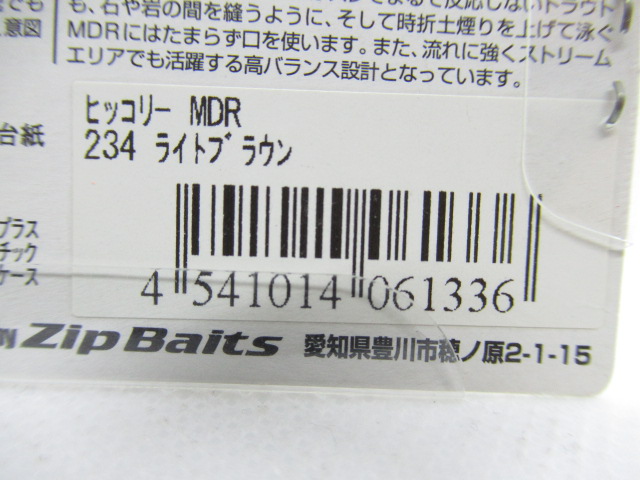 も、石や岩の間を縫うように、そして時折土煙りを上げて泳ぐ
MDRにはたまらず口を使います。また、流れに強くストリーム
エリアでも活躍する高バランス設計となっています。
意図
台紙
ヒッコリー MDR
234 ライトブラウン
プラス
チック
ケース
4 541014 061336
ZipBaits 愛知県豊川市穂ノ原2-1-15